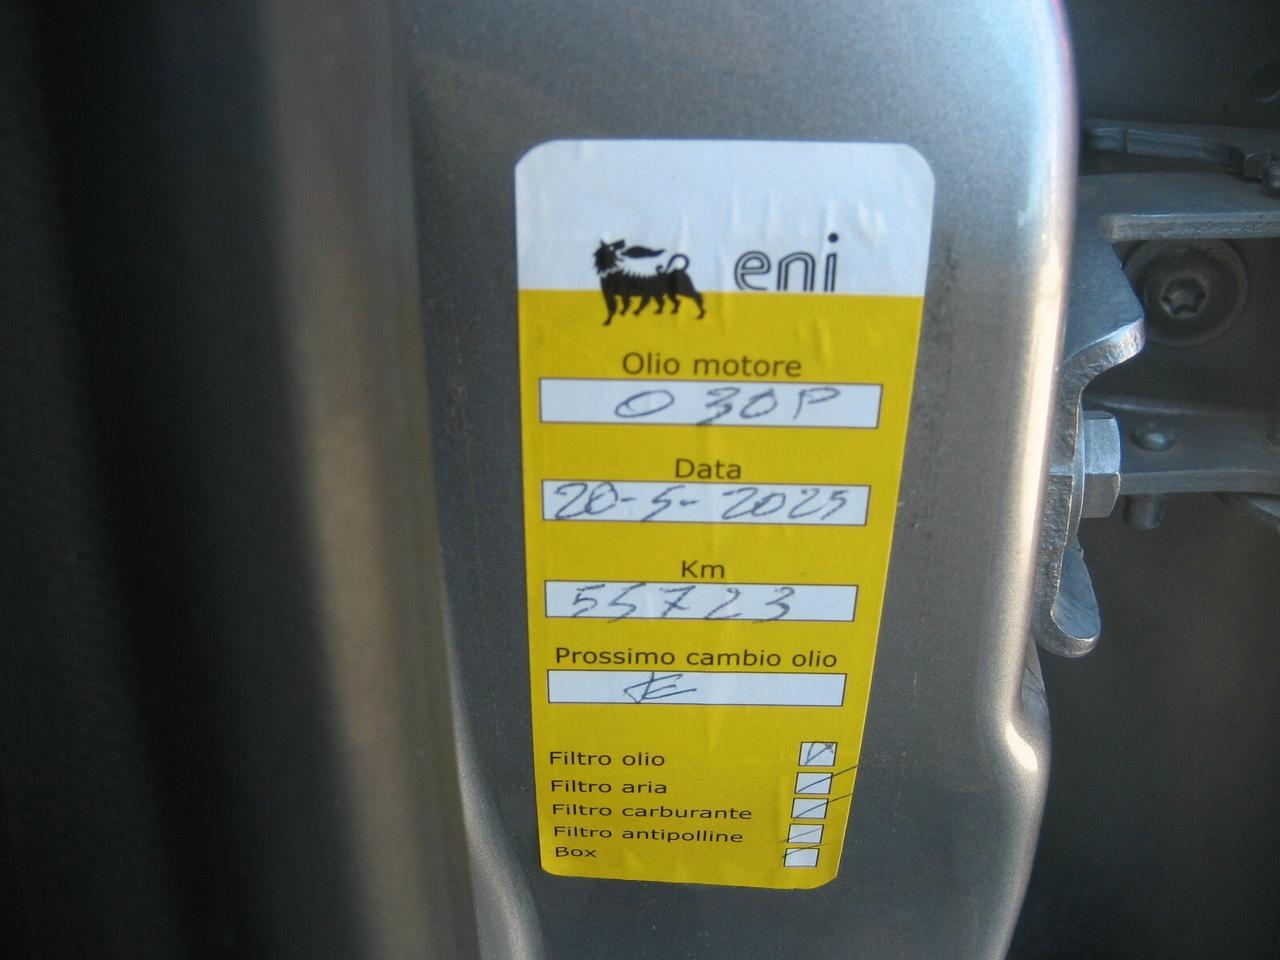 eni
Olio motore
0 30P
Data
20-5-2025
Km
55723
Prossimo cambio olio
Filtro olio
Filtro aria
Filtro carburante
Filtro antipolline
Box